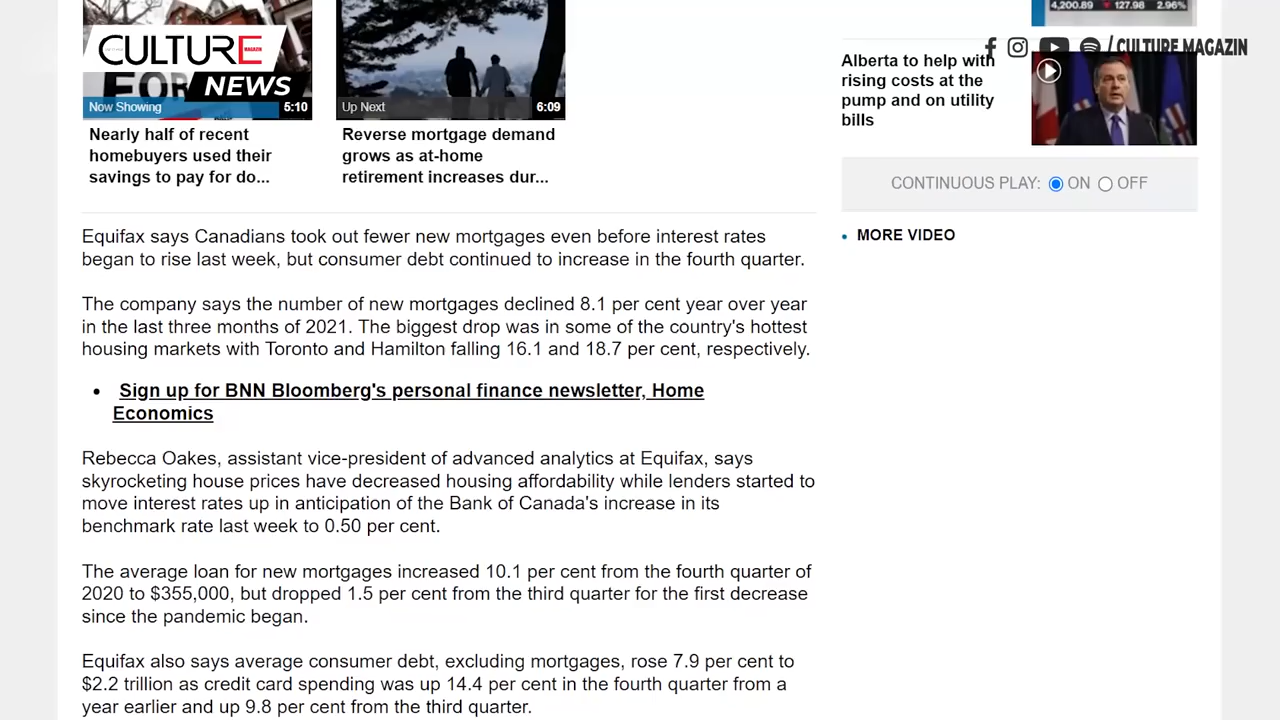 CULTURE
MAGAZIN
NEWS
FOR
Now Showing
5:10
Up Next
6:09
Nearly half of recent
homebuyers used their
savings to pay for do...
Reverse mortgage demand
grows as at-home
retirement increases dur...
Equifax says Canadians took out fewer new mortgages even before interest rates
began to rise last week, but consumer debt continued to increase in the fourth quarter.
The company says the number of new mortgages declined 8.1 per cent year over year
in the last three months of 2021. The biggest drop was in some of the country's hottest
housing markets with Toronto and Hamilton falling 16.1 and 18.7 per cent, respectively.
• Sign up for BNN Bloomberg's personal finance newsletter, Home
Economics
Rebecca Oakes, assistant vice-president of advanced analytics at Equifax, says
skyrocketing house prices have decreased housing affordability while lenders started to
move interest rates up in anticipation of the Bank of Canada's increase in its
benchmark rate last week to 0.50 per cent.
The average loan for new mortgages increased 10.1 per cent from the fourth quarter of
2020 to $355,000, but dropped 1.5 per cent from the third quarter for the first decrease
since the pandemic began.
Equifax also says average consumer debt, excluding mortgages, rose 7.9 per cent to
$2.2 trillion as credit card spending was up 14.4 per cent in the fourth quarter from a
year earlier and up 9.8 per cent from the third quarter.
4,200.89 ▼ 127.98 2.96%
/ CULTURE MAGAZIN
Alberta to help with
rising costs at the
pump and on utility
bills
CONTINUOUS PLAY: ON OFF
• MORE VIDEO